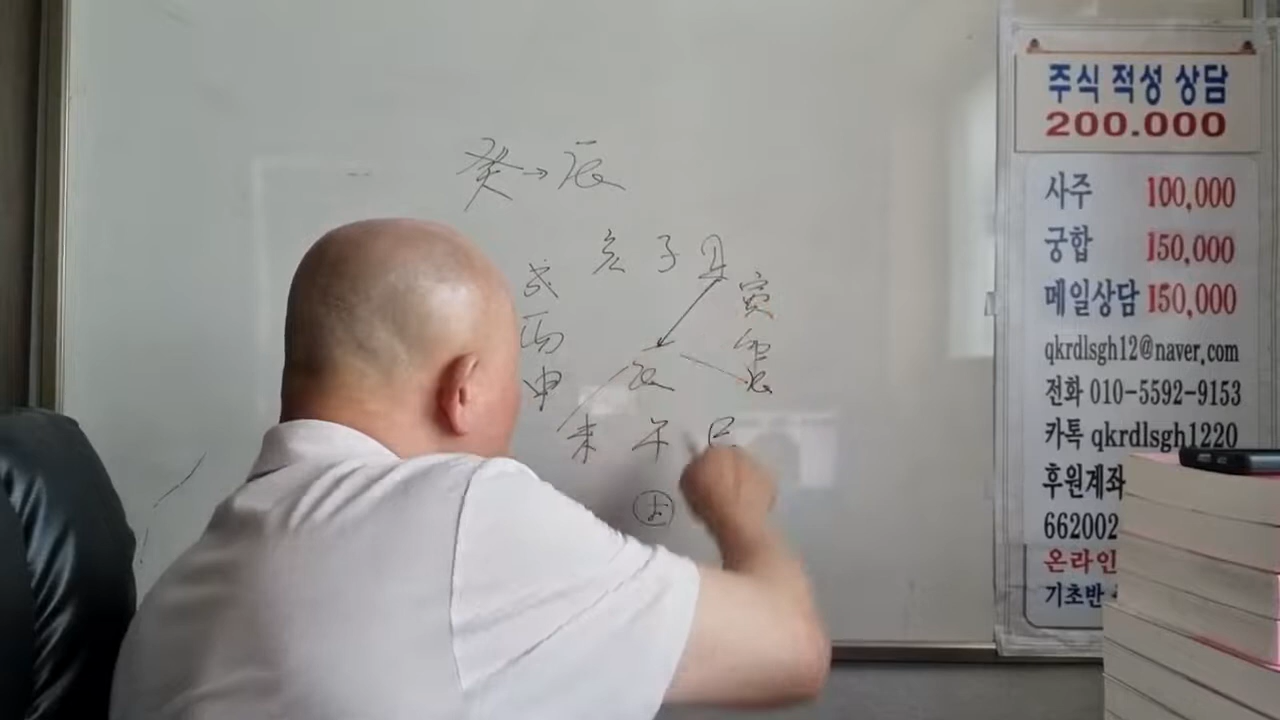 癸→辰
亥 子 丑
戌 寅
酉 卯
申 辰
辰
未 午 巳
주식 적성 상담
200.000
사주 100,000
궁합 150,000
메일상담 150,000
qkrdlsgh12@naver.com
전화 010-5592-9153
카톡 qkrdlsgh1220
후원계좌
662002
온라인
기초반